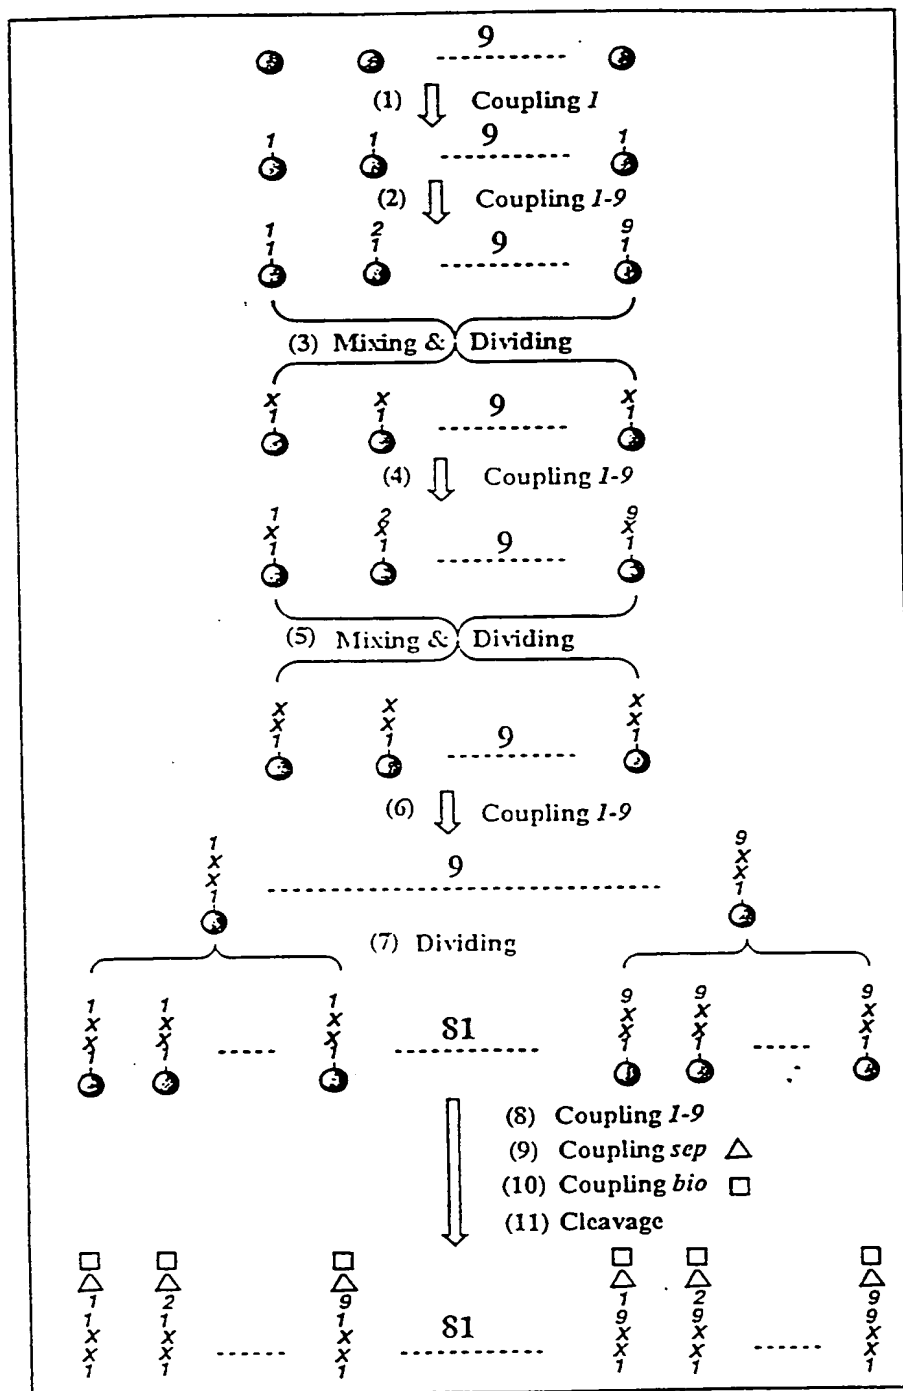 9
(1) Coupling 1
1 1 9 1
(2) Coupling 1-9
1 2 9
1 1 9 1
(3) Mixing & Dividing
x x x
1 1 9 1
(4) Coupling 1-9
1 2 9
x x x
1 1 9 1
(5) Mixing & Dividing
x x x
x x x
1 1 9 1
(6) Coupling 1-9
1 9
x 9 x
x x
1 1
(7) Dividing
1 1 1 9 9 9
x x x x x x
x x x 81 x x x
1 1 1 1 1 1
(8) Coupling 1-9
(9) Coupling sep
(10) Coupling bio
(11) Cleavage
1 2 9 1 2 9
1 1 1 9 9 9
x x x 81 x x x
x x x x x x
1 1 1 1 1 1